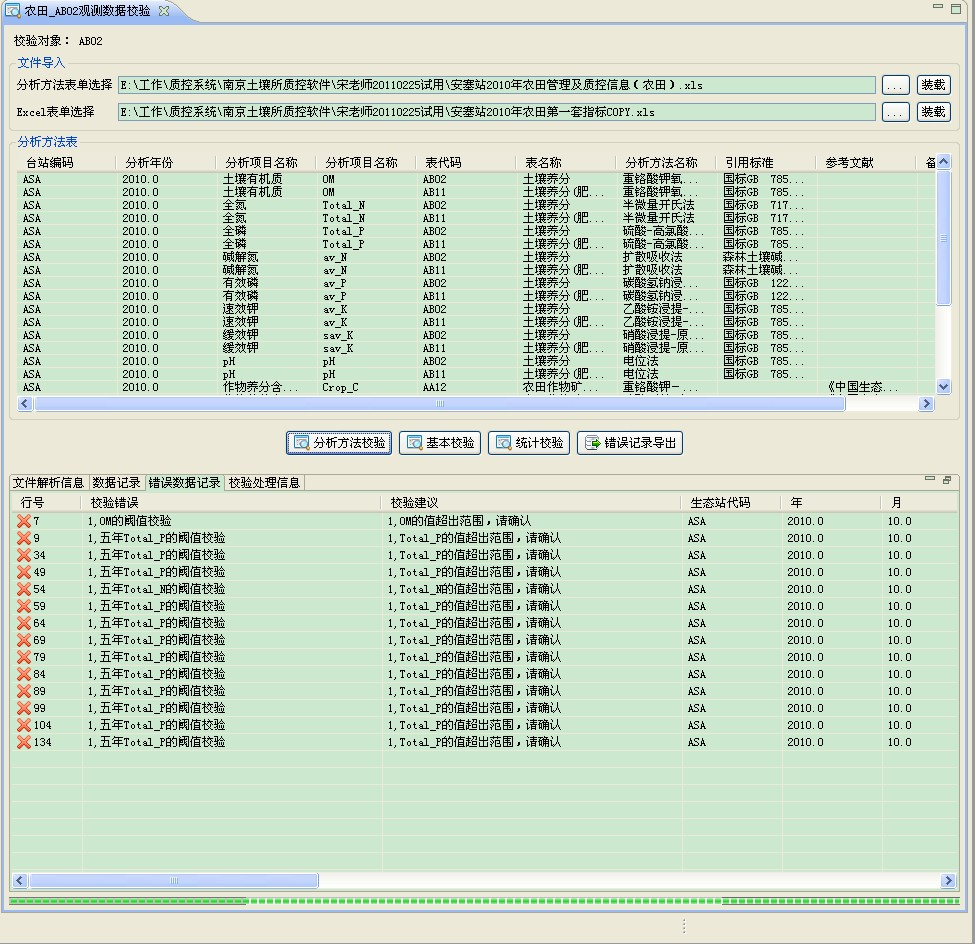 农田_AB02观测数据校验
校验对象： AB02
文件导入
分析方法表单选择 E:\工作\质控系统\南京土壤所质控软件\宋老师20110225试用\安塞站2010年农田管理及质控信息(农田).xls ... 装载
Excel表单选择 E:\工作\质控系统\南京土壤所质控软件\宋老师20110225试用\安塞站2010年农田第一套指标COPY.xls ... 装载
分析方法表
台站编码 分析年份 分析项目名称 分析项目名称 表代码 表名称 分析方法名称 引用标准 参考文献 备
ASA 2010.0 土壤有机质 OM AB02 土壤养分 重铬酸钾氧... 国标GB 785...
ASA 2010.0 土壤有机质 OM AB11 土壤养分(肥... 重铬酸钾氧... 国标GB 785...
ASA 2010.0 全氮 Total_N AB02 土壤养分 半微量开氏法 国标GB 717...
ASA 2010.0 全氮 Total_N AB11 土壤养分(肥... 半微量开氏法 国标GB 717...
ASA 2010.0 全磷 Total_P AB02 土壤养分 硫酸-高氯酸... 国标GB 785...
ASA 2010.0 全磷 Total_P AB11 土壤养分(肥... 硫酸-高氯酸... 国标GB 785...
ASA 2010.0 碱解氮 av_N AB02 土壤养分 扩散吸收法 森林土壤碱...
ASA 2010.0 碱解氮 av_N AB11 土壤养分(肥... 扩散吸收法 森林土壤碱...
ASA 2010.0 有效磷 av_P AB02 土壤养分 碳酸氢钠浸... 国标GB 122...
ASA 2010.0 有效磷 av_P AB11 土壤养分(肥... 碳酸氢钠浸... 国标GB 122...
ASA 2010.0 速效钾 av_K AB02 土壤养分 乙酸铵浸提-... 国标GB 785...
ASA 2010.0 速效钾 av_K AB11 土壤养分(肥... 乙酸铵浸提-... 国标GB 785...
ASA 2010.0 缓效钾 sav_K AB02 土壤养分 硝酸浸提-原... 国标GB 785...
ASA 2010.0 缓效钾 sav_K AB11 土壤养分(肥... 硝酸浸提-原... 国标GB 785...
ASA 2010.0 pH pH AB02 土壤养分 电位法 国标GB 785...
ASA 2010.0 pH pH AB11 土壤养分(肥... 电位法 国标GB 785...
ASA 2010.0 作物养分含... Crop_C AA12 农田作物矿... 重铬酸钾－... 《中国生态...
分析方法校验 基本校验 统计校验 错误记录导出
文件解析信息 数据记录 错误数据记录 校验处理信息
行号 校验错误 校验建议 生态站代码 年 月
7 1,OM的阈值校验 1,OM的值超出范围，请确认 ASA 2010.0 10.0
9 1,五年Total_P的阈值校验 1,Total_P的值超出范围，请确认 ASA 2010.0 10.0
34 1,五年Total_P的阈值校验 1,Total_P的值超出范围，请确认 ASA 2010.0 10.0
49 1,五年Total_P的阈值校验 1,Total_P的值超出范围，请确认 ASA 2010.0 10.0
54 1,五年Total_N的阈值校验 1,Total_N的值超出范围，请确认 ASA 2010.0 10.0
59 1,五年Total_P的阈值校验 1,Total_P的值超出范围，请确认 ASA 2010.0 10.0
64 1,五年Total_P的阈值校验 1,Total_P的值超出范围，请确认 ASA 2010.0 10.0
69 1,五年Total_P的阈值校验 1,Total_P的值超出范围，请确认 ASA 2010.0 10.0
79 1,五年Total_P的阈值校验 1,Total_P的值超出范围，请确认 ASA 2010.0 10.0
84 1,五年Total_P的阈值校验 1,Total_P的值超出范围，请确认 ASA 2010.0 10.0
89 1,五年Total_P的阈值校验 1,Total_P的值超出范围，请确认 ASA 2010.0 10.0
99 1,五年Total_P的阈值校验 1,Total_P的值超出范围，请确认 ASA 2010.0 10.0
104 1,五年Total_P的阈值校验 1,Total_P的值超出范围，请确认 ASA 2010.0 10.0
134 1,五年Total_P的阈值校验 1,Total_P的值超出范围，请确认 ASA 2010.0 10.0